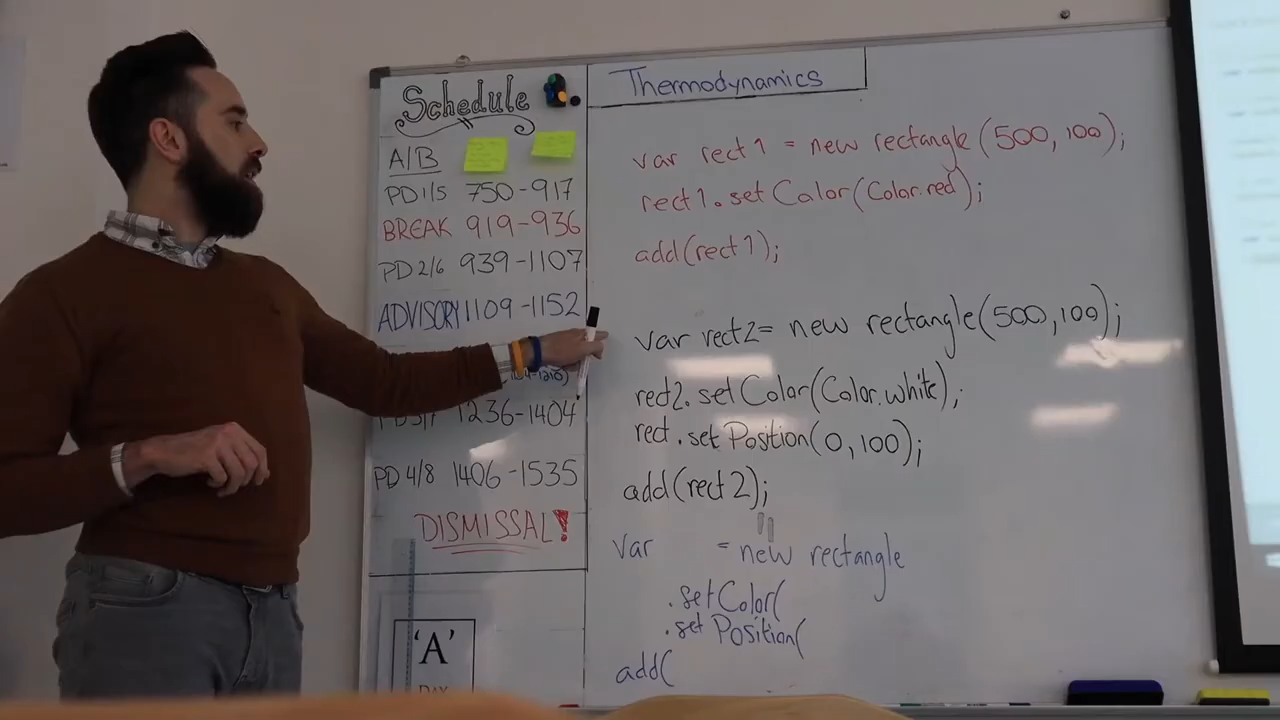 Schedule
A/B
PD 1/5 750-917
BREAK 919-936
PD 2/6 939-1107
ADVISORY 1109-1152
1236-1404
PD 4/8 1406-1535
DISMISSAL!
'A'
DAY
Thermodynamics
var rect1 = new rectangle(500,100);
rect1.setColor(Color.red);
add(rect1);
var rect2= new rectangle(500,100);
rect2.setColor(Color.white);
rect.setPosition(0,100);
add(rect2);
var = new rectangle
.setColor(
.setPosition(
add(